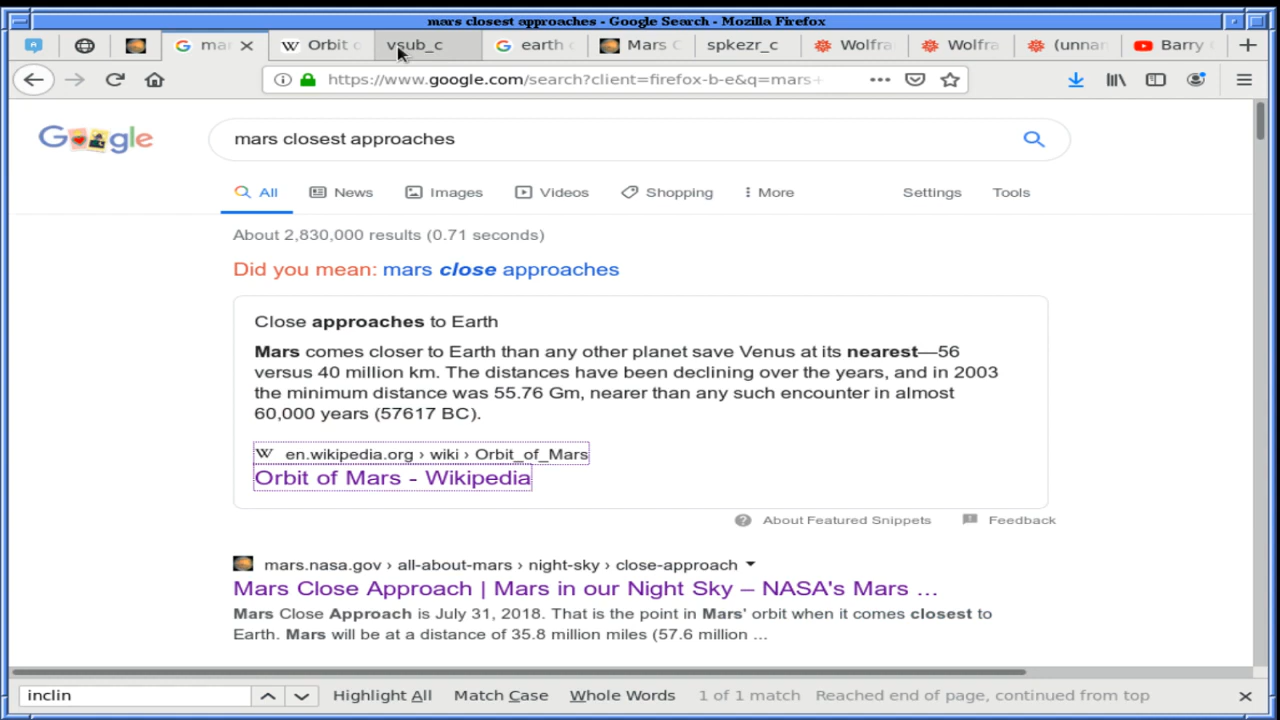 mars closest approaches - Google Search - Mozilla Firefox
mar
Orbit o
vsub_c
earth c
Mars C
spkezr_c
Wolfra
Wolfra
(unnan
Barry
https://www.google.com/search?client=firefox-b-e&q=mars+
Google
mars closest approaches
All News Images Videos Shopping More Settings Tools
About 2,830,000 results (0.71 seconds)
Did you mean: mars close approaches
Close approaches to Earth
Mars comes closer to Earth than any other planet save Venus at its nearest—56
versus 40 million km. The distances have been declining over the years, and in 2003
the minimum distance was 55.76 Gm, nearer than any such encounter in almost
60,000 years (57617 BC).
W en.wikipedia.org › wiki › Orbit_of_Mars
Orbit of Mars - Wikipedia
About Featured Snippets Feedback
mars.nasa.gov › all-about-mars › night-sky › close-approach
Mars Close Approach | Mars in our Night Sky – NASA's Mars ...
Mars Close Approach is July 31, 2018. That is the point in Mars' orbit when it comes closest to
Earth. Mars will be at a distance of 35.8 million miles (57.6 million ...
inclin Highlight All Match Case Whole Words 1 of 1 match Reached end of page, continued from top